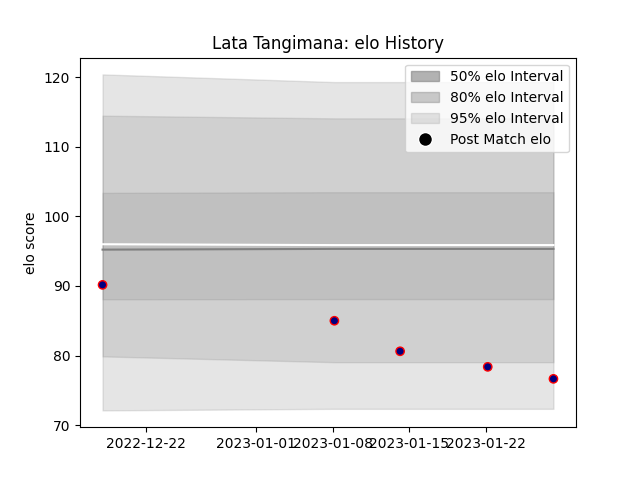 Lata Tangimana: elo History
50% elo Interval
80% elo Interval
95% elo Interval
Post Match elo
elo score
120
110
100
90
80
70
2022-12-22 2023-01-01 2023-01-08 2023-01-15 2023-01-22